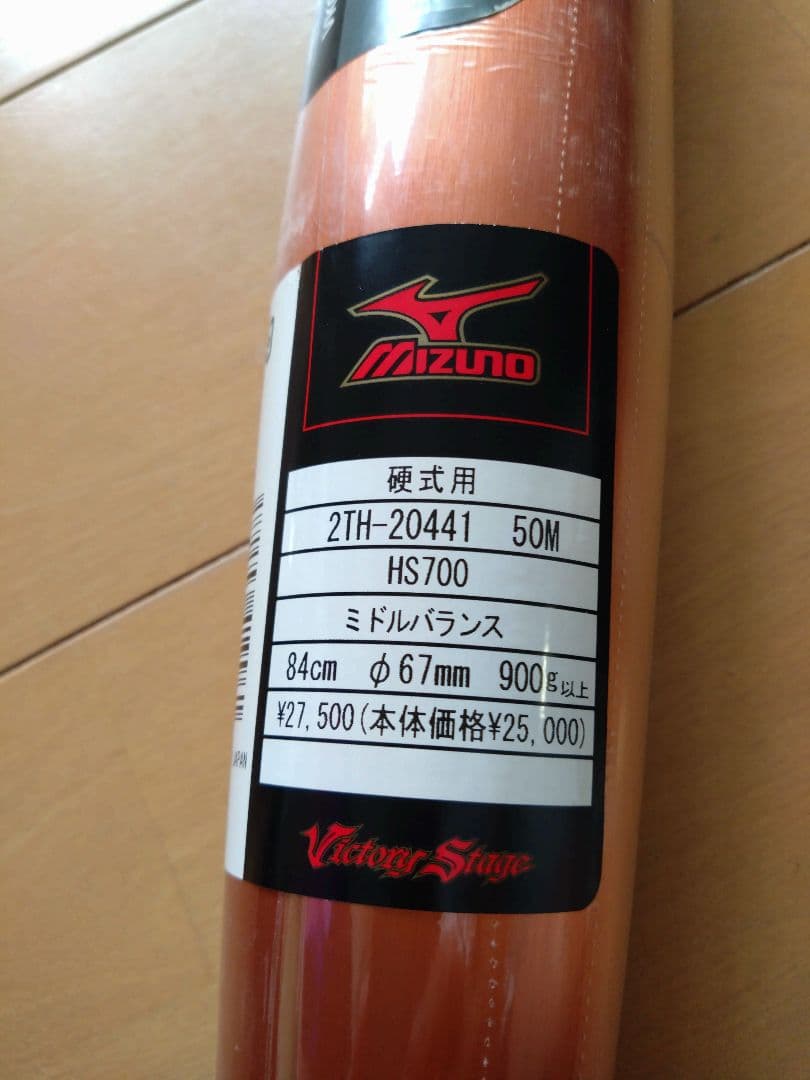 MIZUNO
硬式用
2TH-20441 50M
HS700
ミドルバランス
84cm φ67mm 900g以上
¥27,500(本体価格¥25,000)
JAPAN
Victory Stage